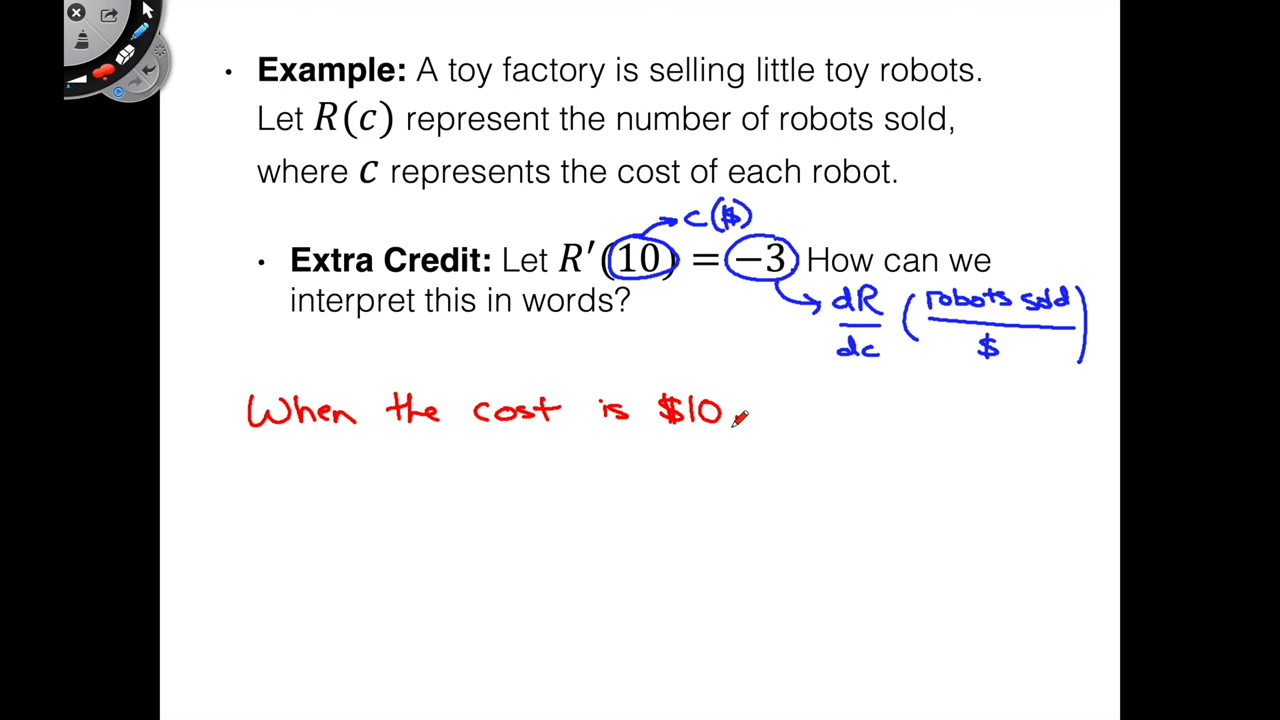 • Example: A toy factory is selling little toy robots.
Let R(c) represent the number of robots sold,
where c represents the cost of each robot.
c ($)
• Extra Credit: Let R′(10) = −3. How can we
interpret this in words?
dR/dc (robots sold/$)
When the cost is $10